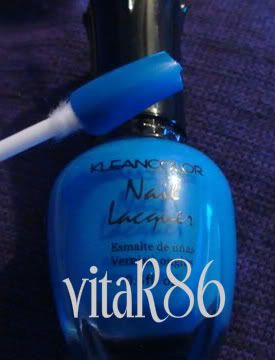 KLEANCOLOR
Nail
Lacquer
Esmalte de uñas
vitaR86